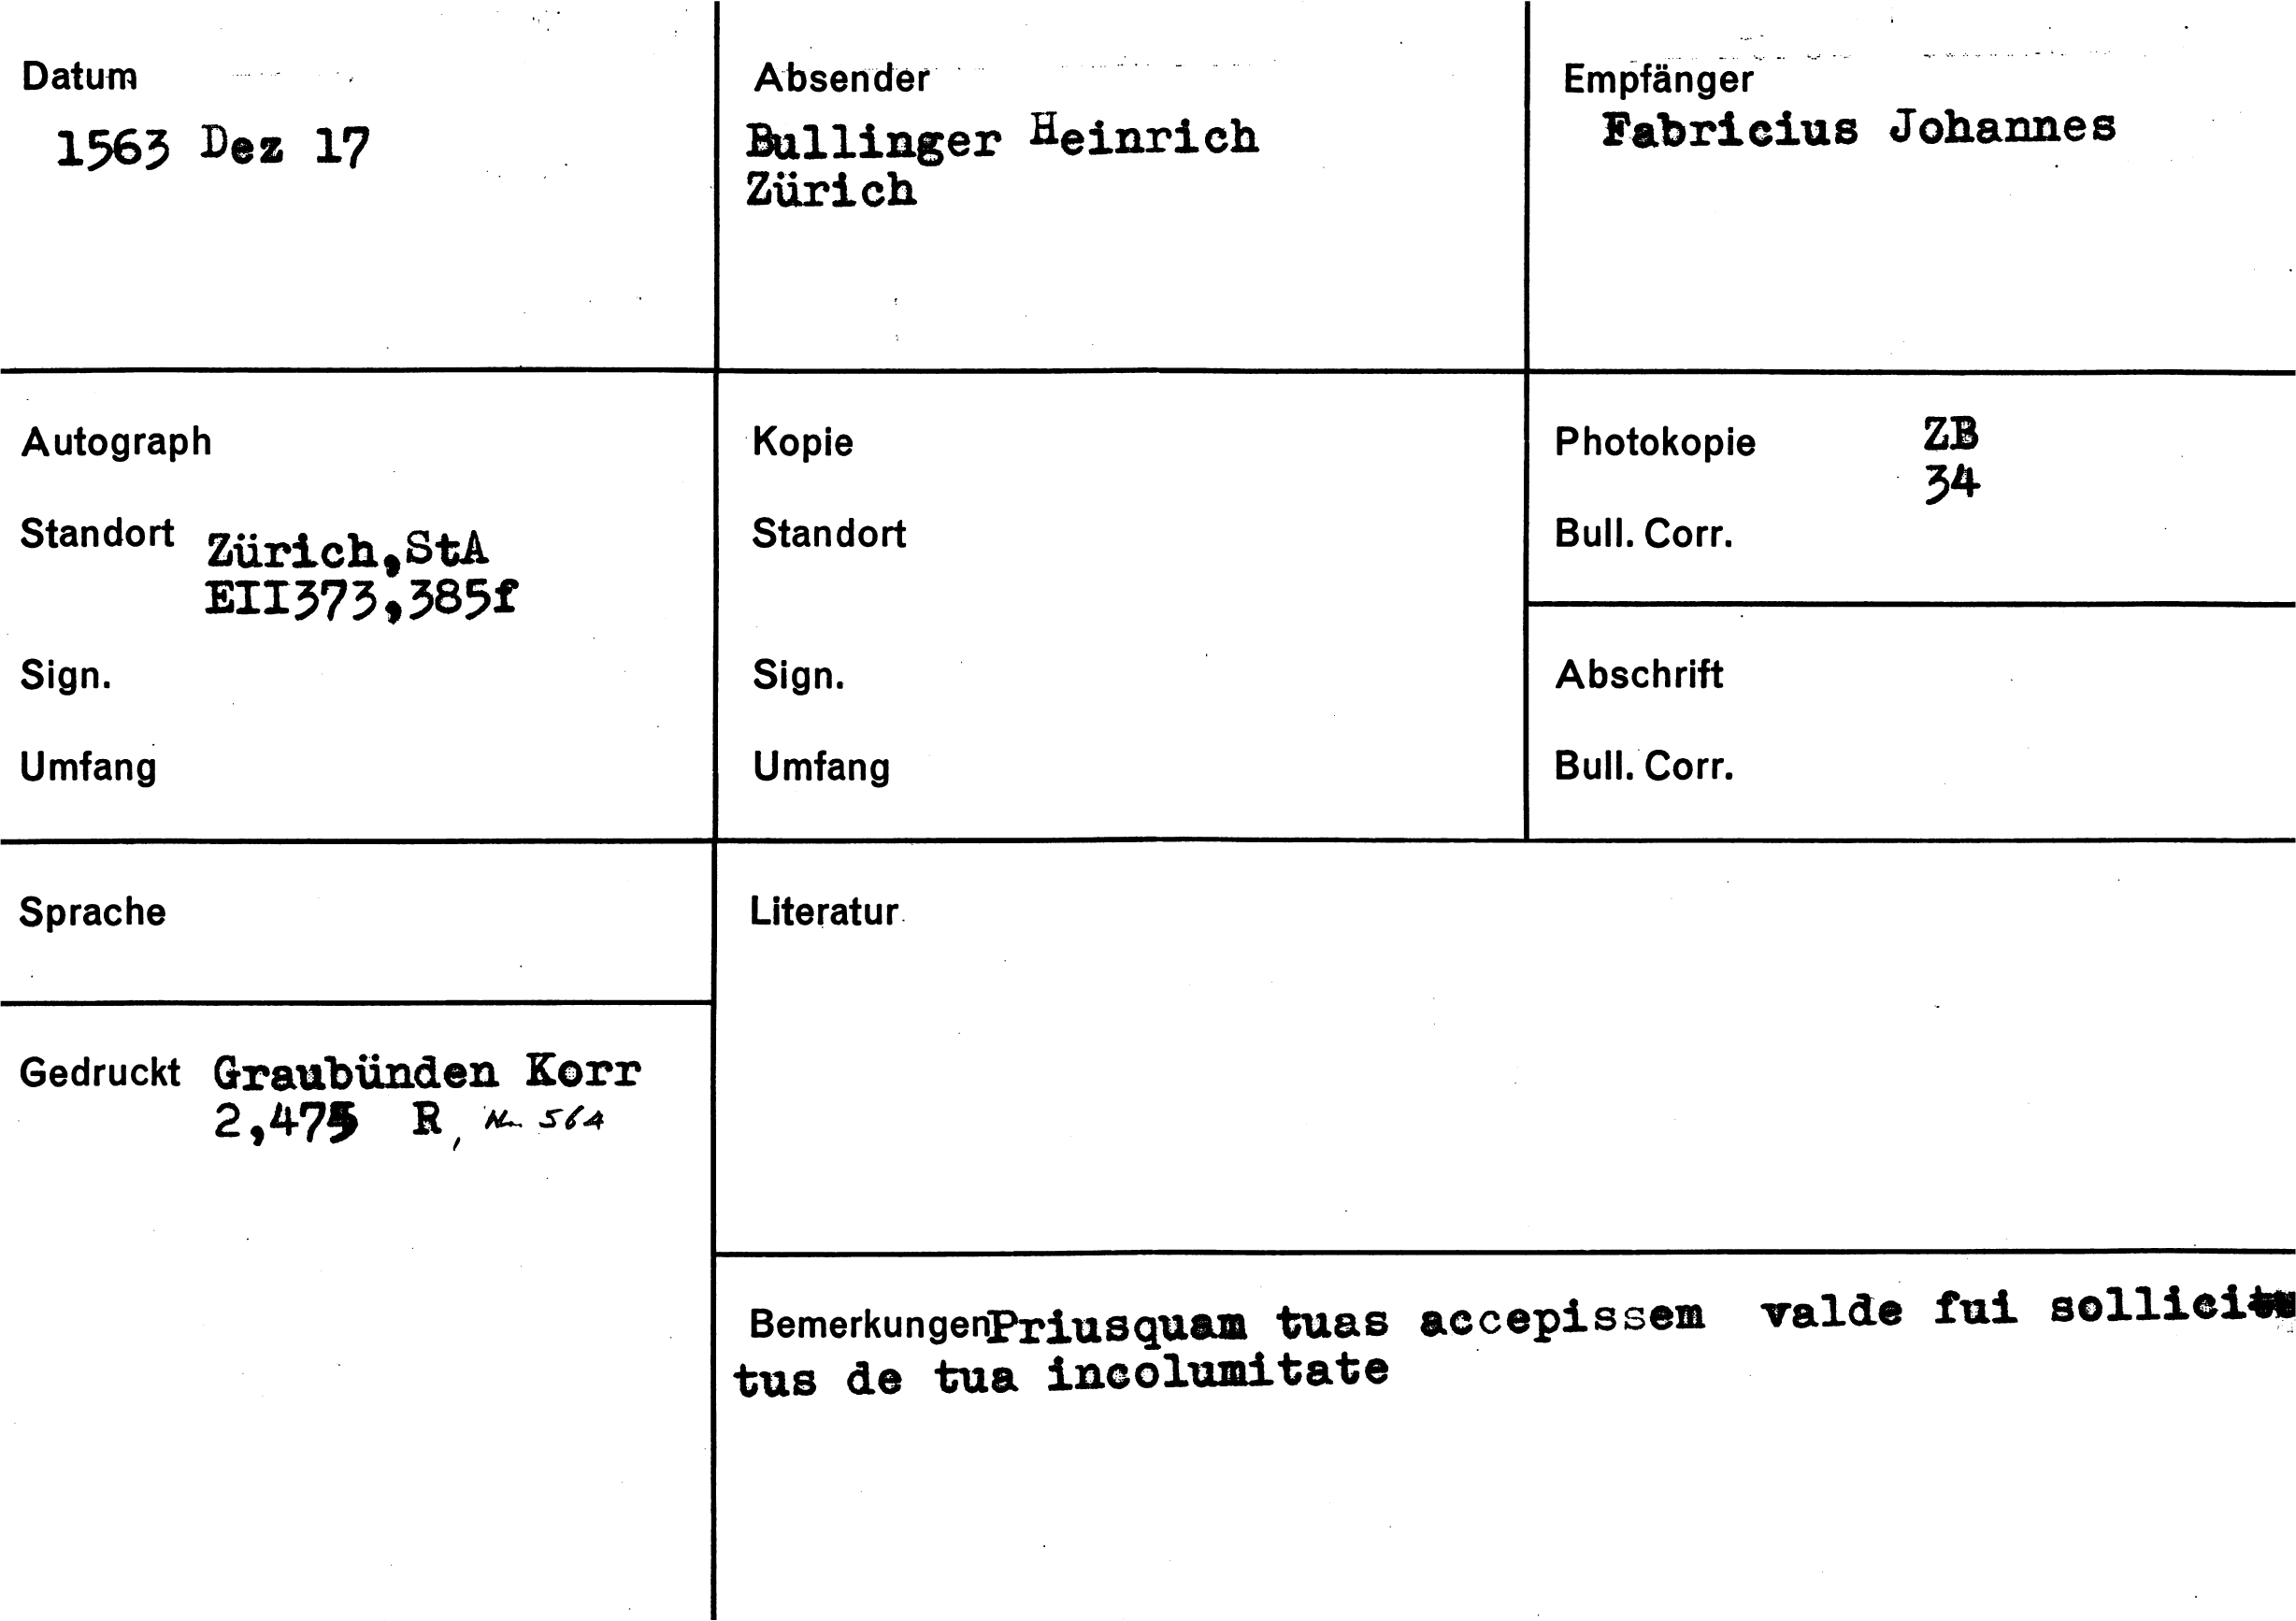 Datum
1563 Dez 17
Absender
Bullinger Heinrich
Zürich
Empfänger
Fabricius Johannes
Autograph
Standort Zürich,StA
EII373,385f
Sign.
Umfang
Kopie
Standort
Sign.
Umfang
Photokopie ZB
34
Bull. Corr.
Abschrift
Bull. Corr.
Sprache
Gedruckt Graubünden Korr
2,475 R, Nr. 564
Literatur
Bemerkungen Priusquam tuas accepissem valde fui sollici
tus de tua incolumitate